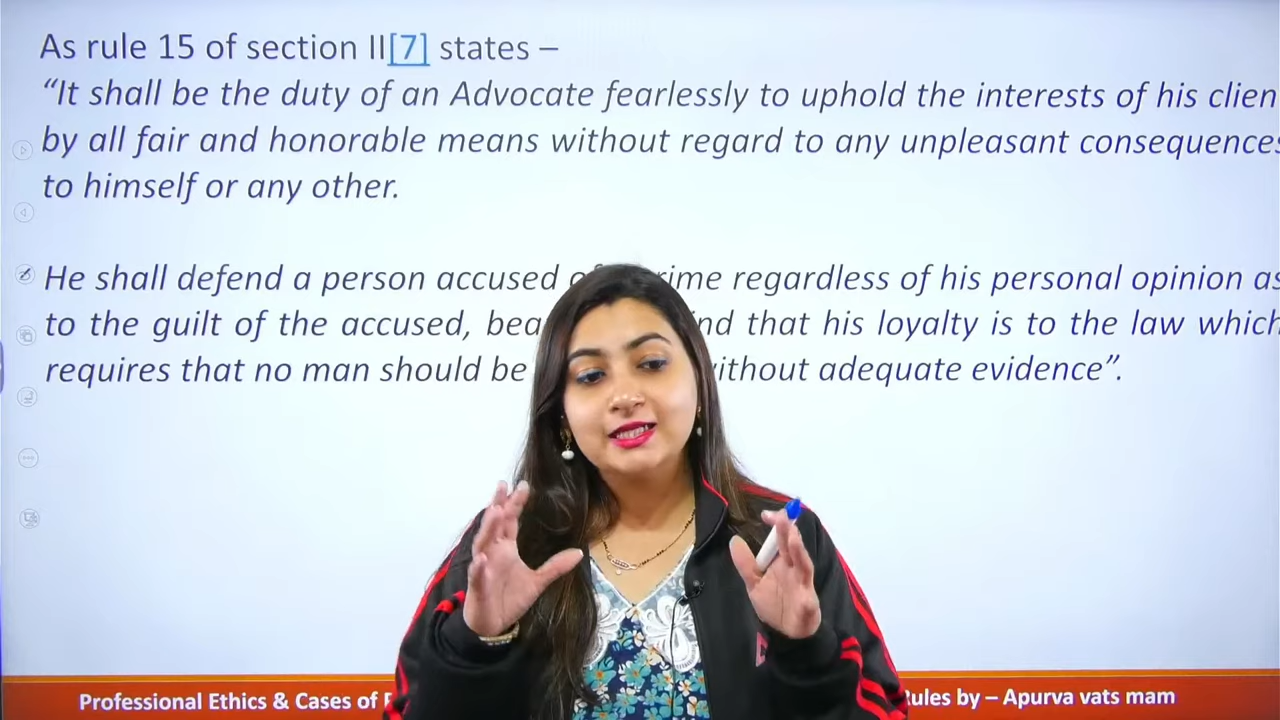 As rule 15 of section II[7] states –
“It shall be the duty of an Advocate fearlessly to uphold the interests of his clien
by all fair and honorable means without regard to any unpleasant consequences
to himself or any other.
He shall defend a person accused of rime regardless of his personal opinion as
to the guilt of the accused, bea ind that his loyalty is to the law which
requires that no man should be without adequate evidence”.
Professional Ethics & Cases of Rules by – Apurva vats mam